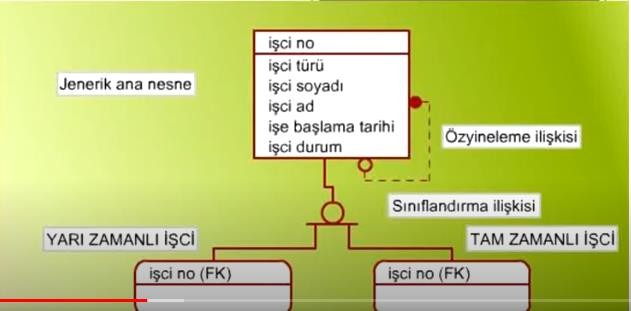 işci no
işci türü
işci soyadı
işci ad
işe başlama tarihi
işci durum
Jenerik ana nesne
Özyineleme ilişkisi
Sınıflandırma ilişkisi
YARI ZAMANLI İŞCİ
TAM ZAMANLI İŞCİ
işci no (FK)
işci no (FK)